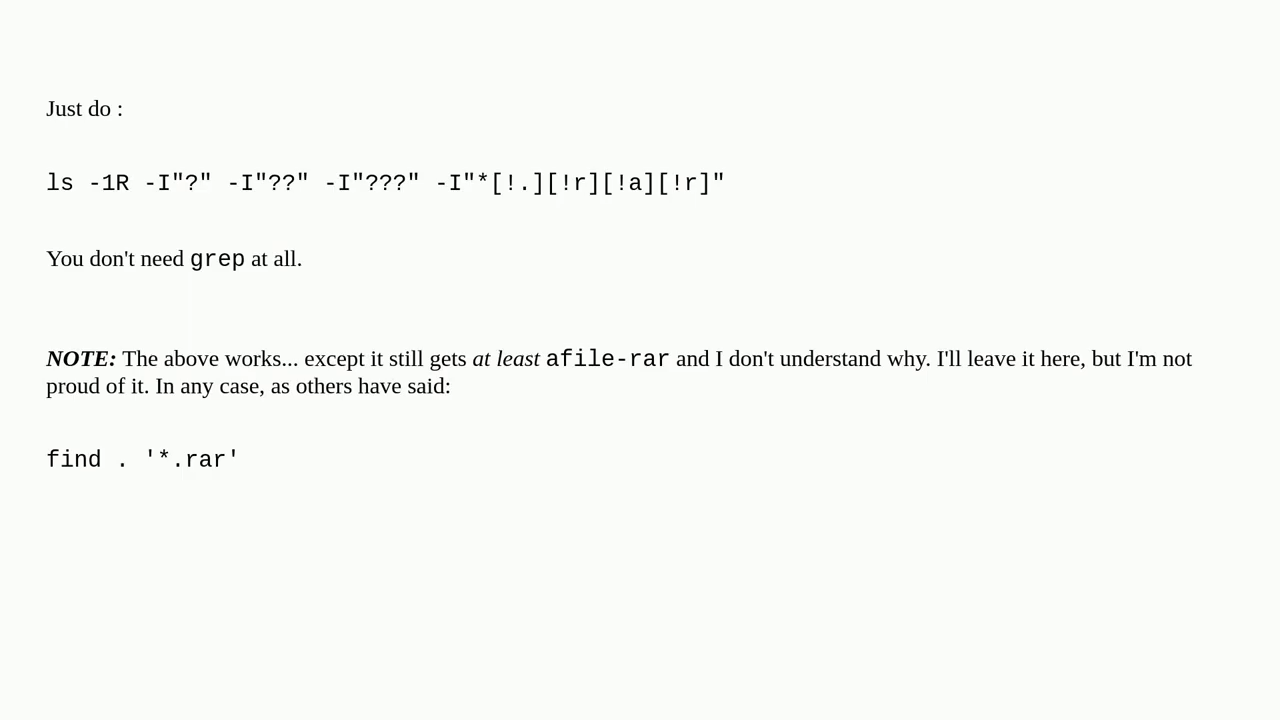 Just do :
ls -1R -I"?" -I"??" -I"???" -I"*[!.][!r][!a][!r]"
You don't need grep at all.
NOTE: The above works... except it still gets at least afile-rar and I don't understand why. I'll leave it here, but I'm not
proud of it. In any case, as others have said:
find . '*.rar'